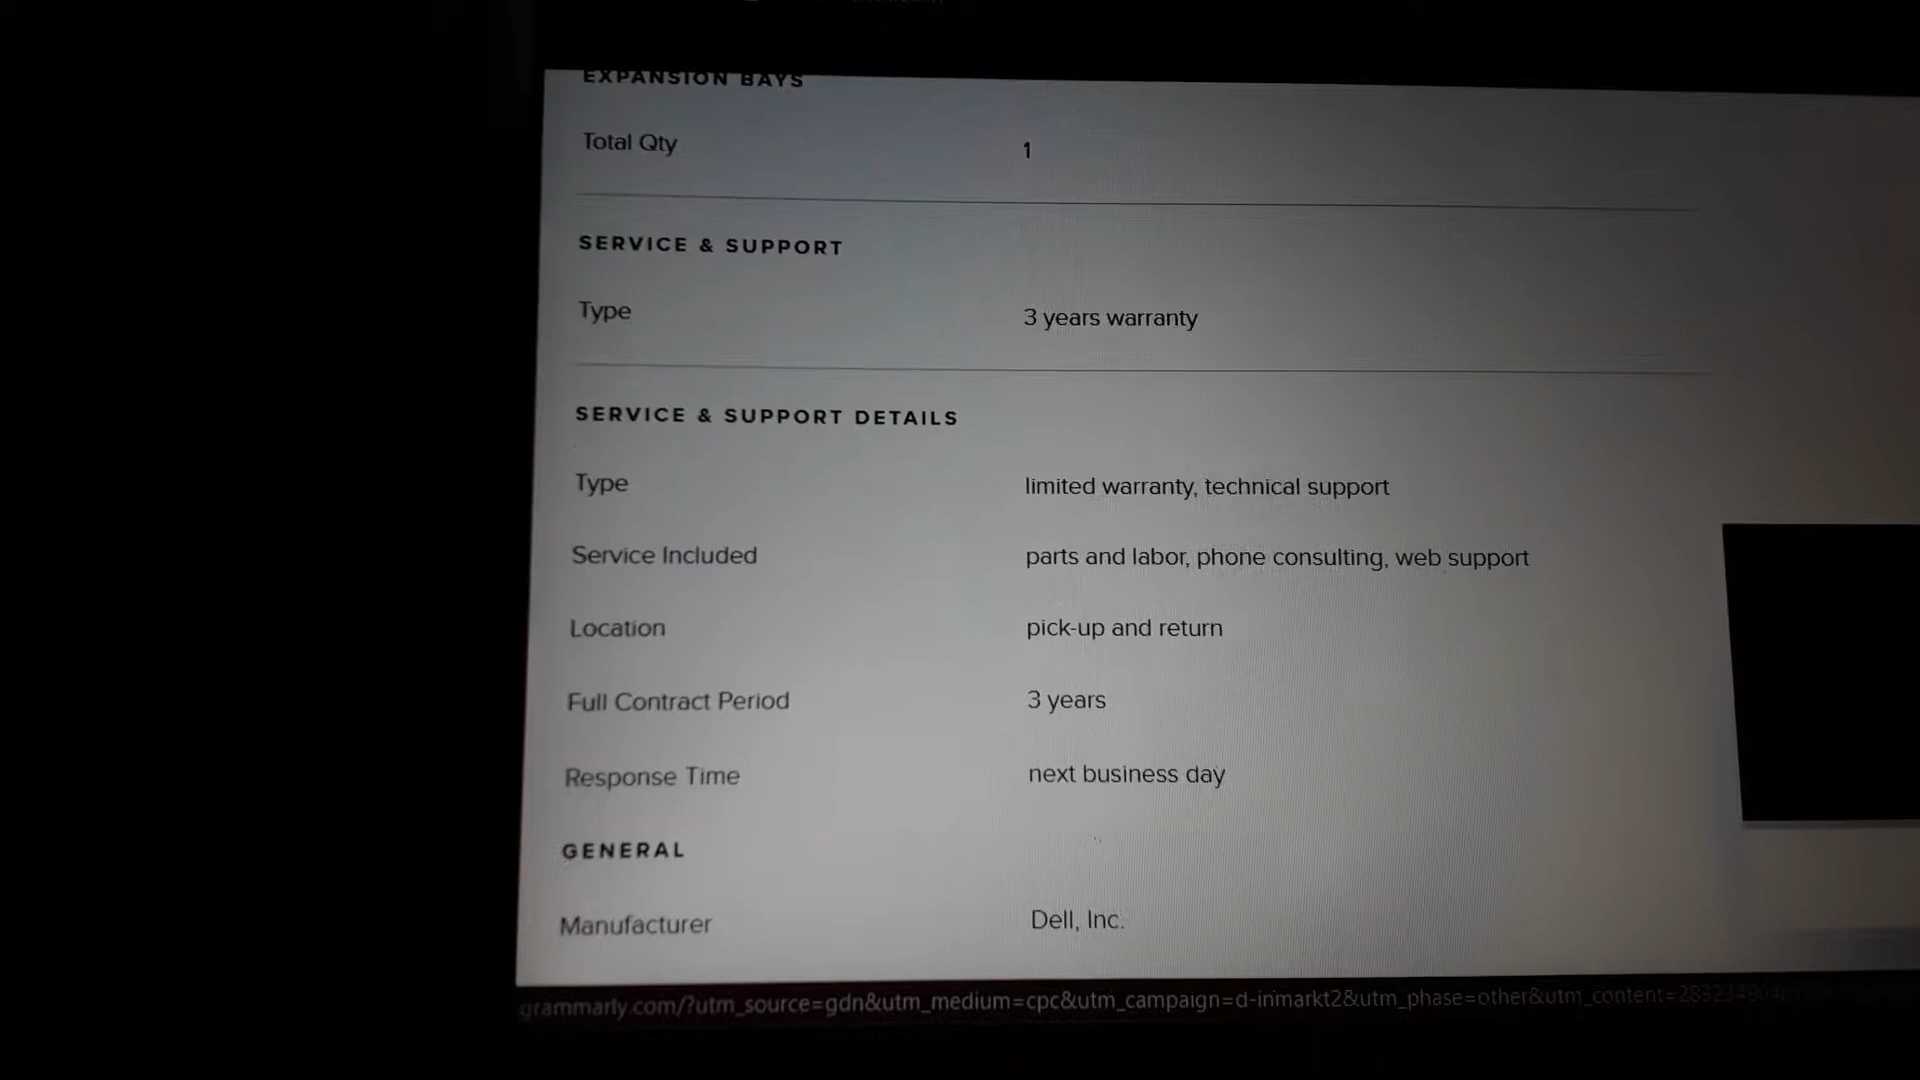 EXPANSION BAYS
Total Qty 1
SERVICE & SUPPORT
Type 3 years warranty
SERVICE & SUPPORT DETAILS
Type limited warranty, technical support
Service Included parts and labor, phone consulting, web support
Location pick-up and return
Full Contract Period 3 years
Response Time next business day
GENERAL
Manufacturer Dell, Inc.
grammarly.com/?utm_source=gdn&utm_medium=cpc&utm_campaign=d-inmarkt2&utm_phase=other&utm_content=